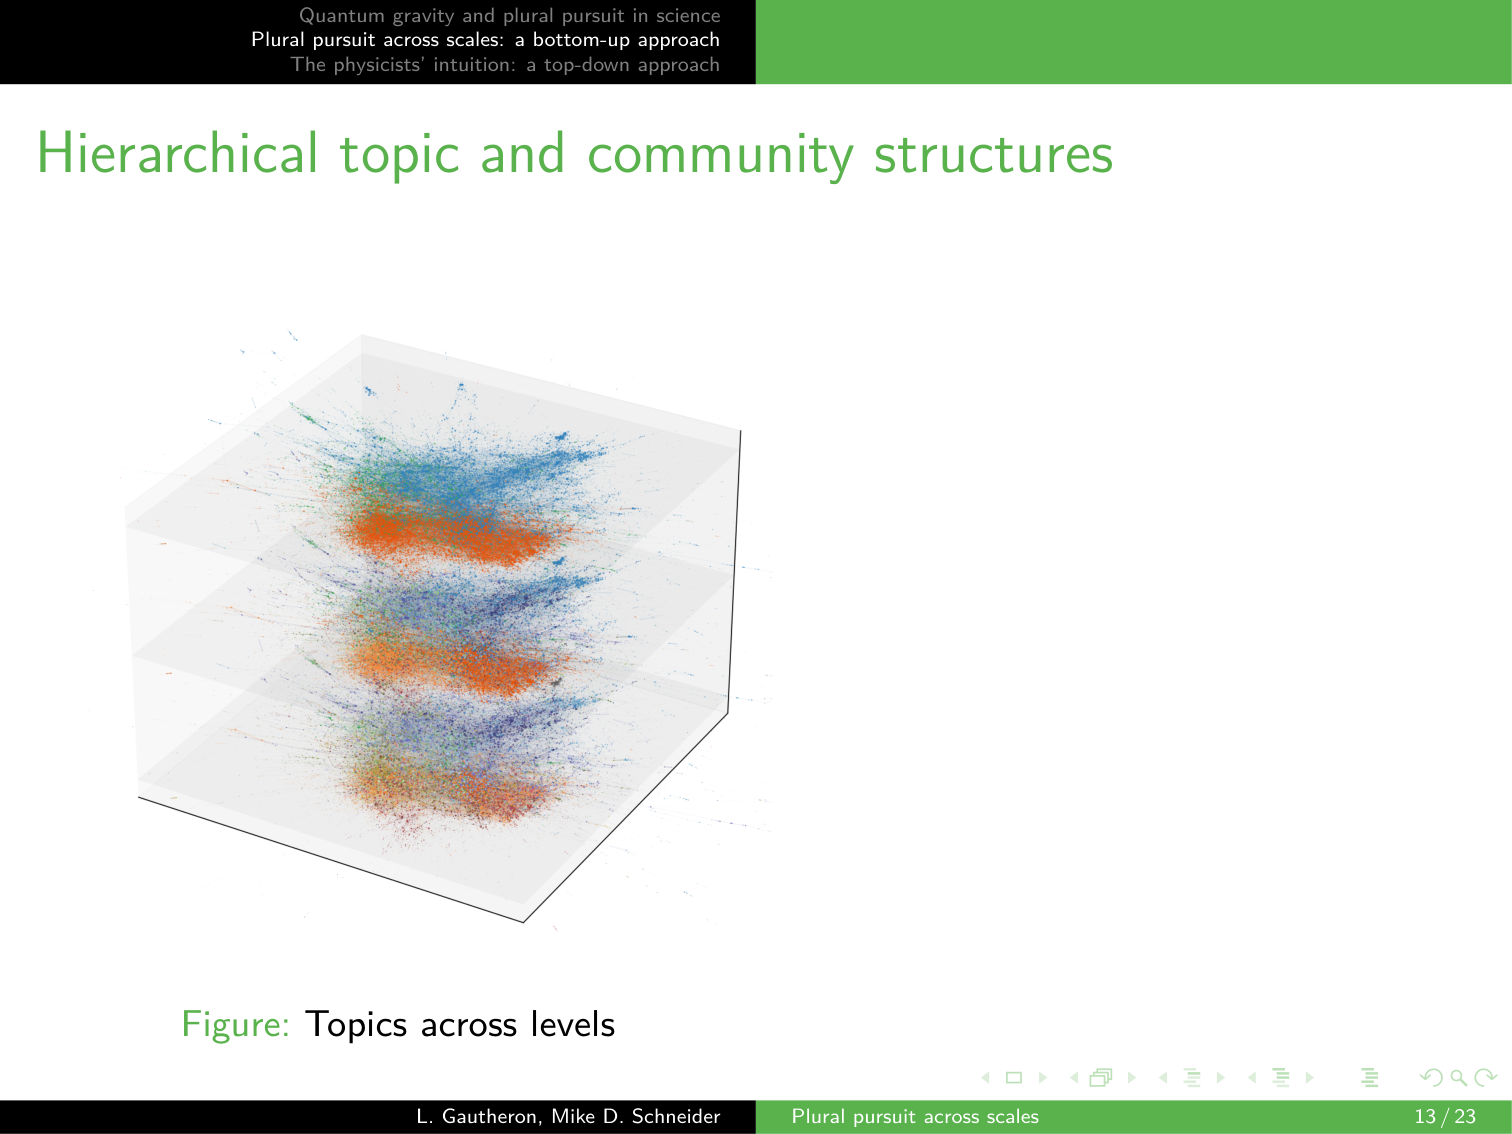 Quantum gravity and plural pursuit in science
Plural pursuit across scales: a bottom-up approach
The physicists' intuition: a top-down approach
Hierarchical topic and community structures
Figure: Topics across levels
L. Gautheron, Mike D. Schneider
Plural pursuit across scales
13 / 23